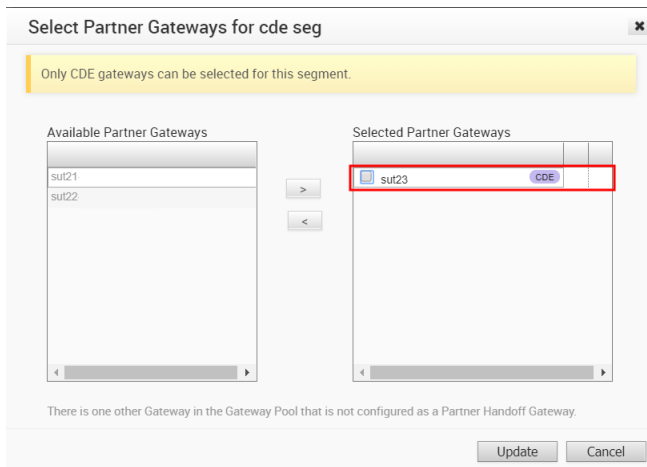 Select Partner Gateways for cde seg
Only CDE gateways can be selected for this segment.
Available Partner Gateways
Selected Partner Gateways
sut21
sut22
>
<
sut23
CDE
There is one other Gateway in the Gateway Pool that is not configured as a Partner Handoff Gateway.
Update
Cancel